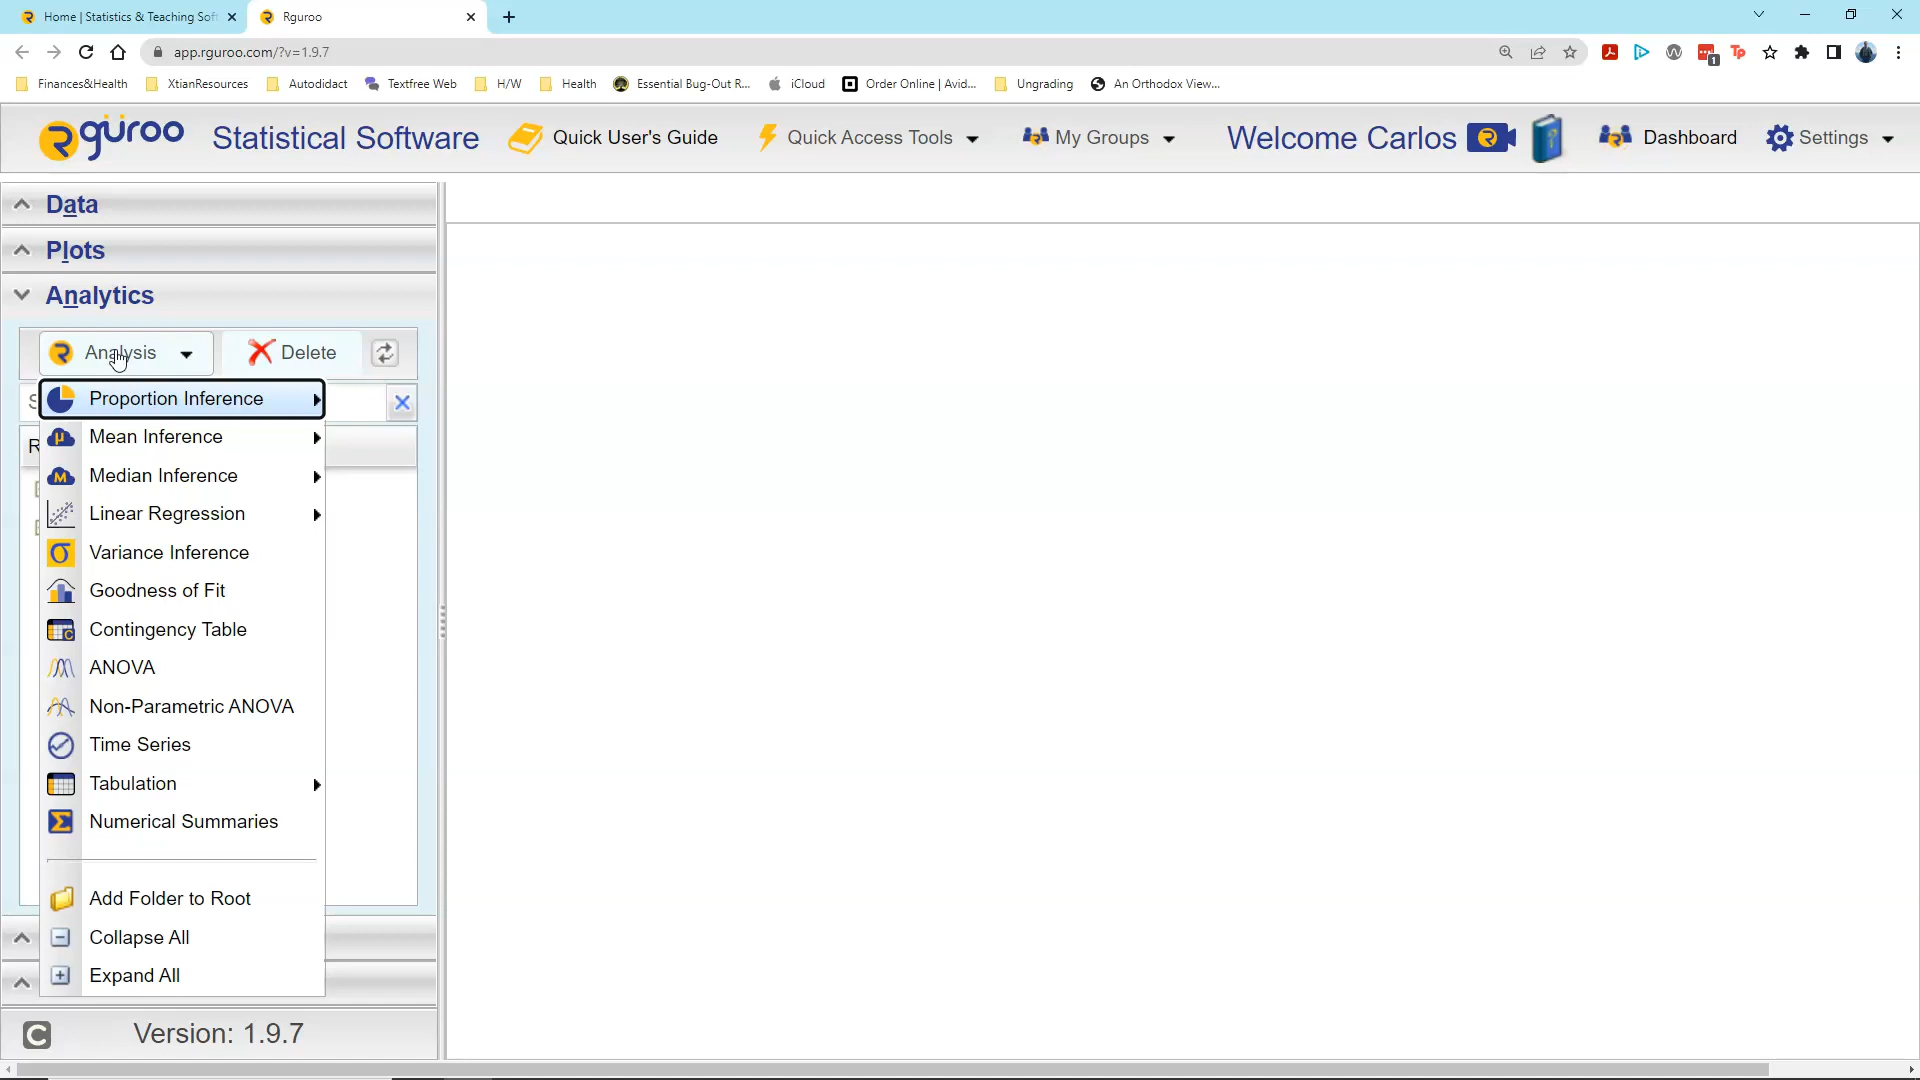 Home | Statistics & Teaching Soft
Rguroo
app.rguroo.com/?v=1.9.7
1
Finances&Health
XtianResources
Autodidact
Textfree Web
H/W
Health
Essential Bug-Out R...
iCloud
Order Online | Avid...
Ungrading
An Orthodox View...
Rgüroo
Statistical Software
Quick User's Guide
Quick Access Tools
My Groups
Welcome Carlos
Dashboard
Settings
Data
Plots
Analytics
Analysis
Delete
S
Proportion Inference
Mean Inference
R
Median Inference
Linear Regression
Variance Inference
Goodness of Fit
Contingency Table
ANOVA
Non-Parametric ANOVA
Time Series
Tabulation
Numerical Summaries
Add Folder to Root
Collapse All
Expand All
C
Version: 1.9.7